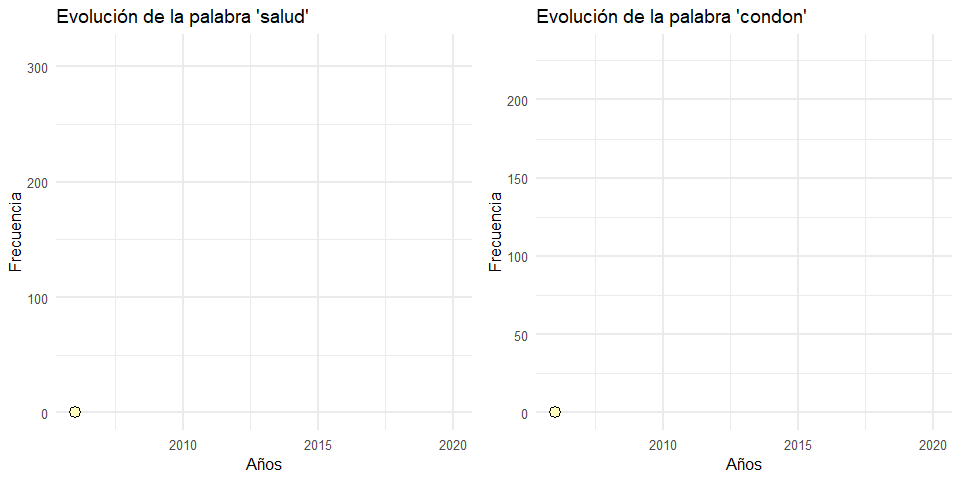 Evolución de la palabra 'salud'
Frecuencia
300
200
100
0
2010
2015
2020
Años
Evolución de la palabra 'condon'
Frecuencia
200
150
100
50
0
2010
2015
2020
Años